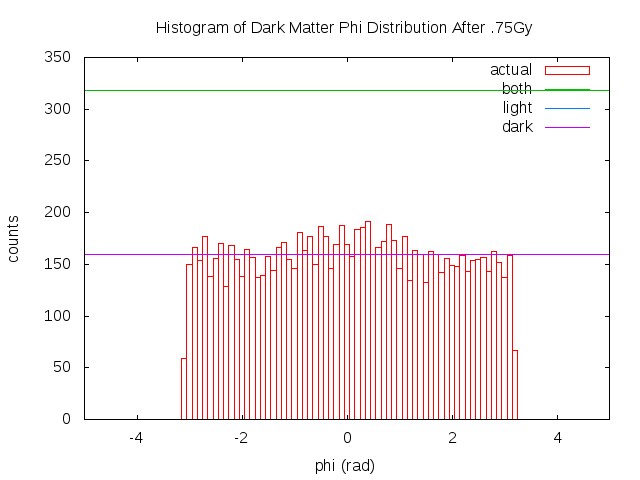 Histogram of Dark Matter Phi Distribution After .75Gy
350
300
250
200
150
100
50
0
counts
actual
both
light
dark
-4
-2
0
2
4
phi (rad)